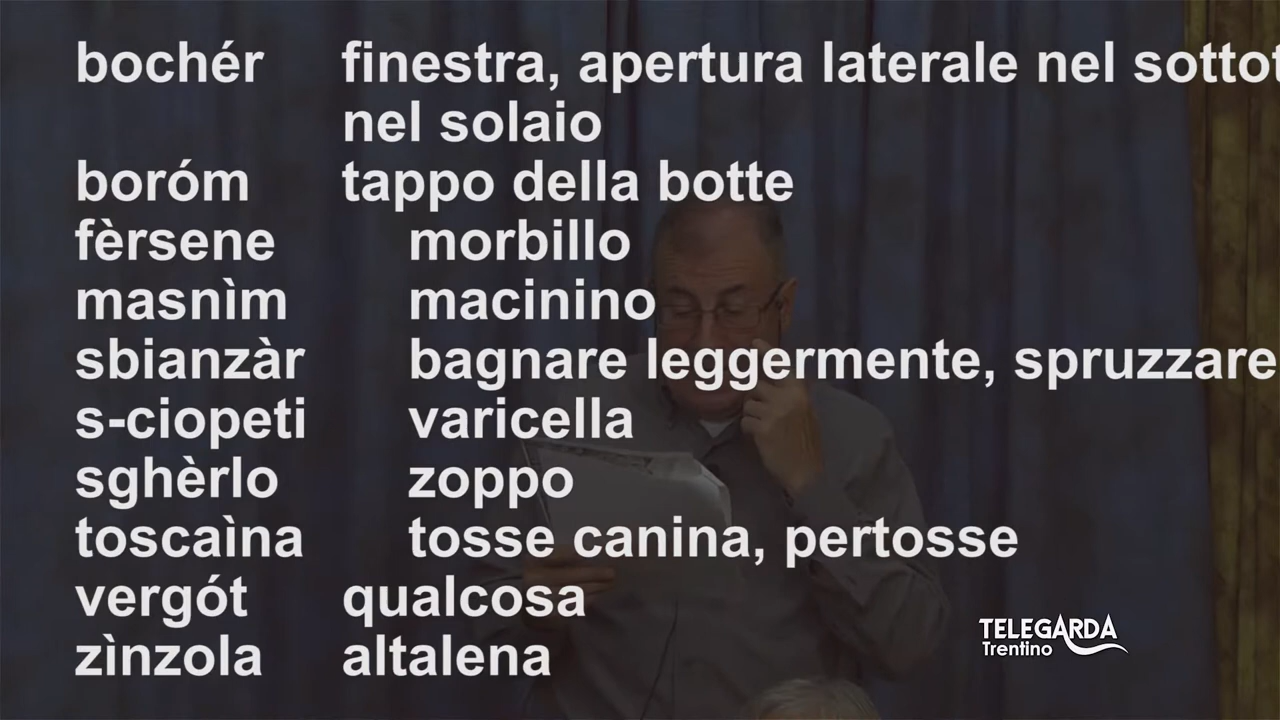 bochér finestra, apertura laterale nel sottot
nel solaio
boróm tappo della botte
fèrsene morbillo
masnìm macinino
sbianzàr bagnare leggermente, spruzzare
s-ciopeti varicella
sghèrlo zoppo
toscaìna tosse canina, pertosse
vergót qualcosa
zìnzola altalena
TELEGARDA
Trentino